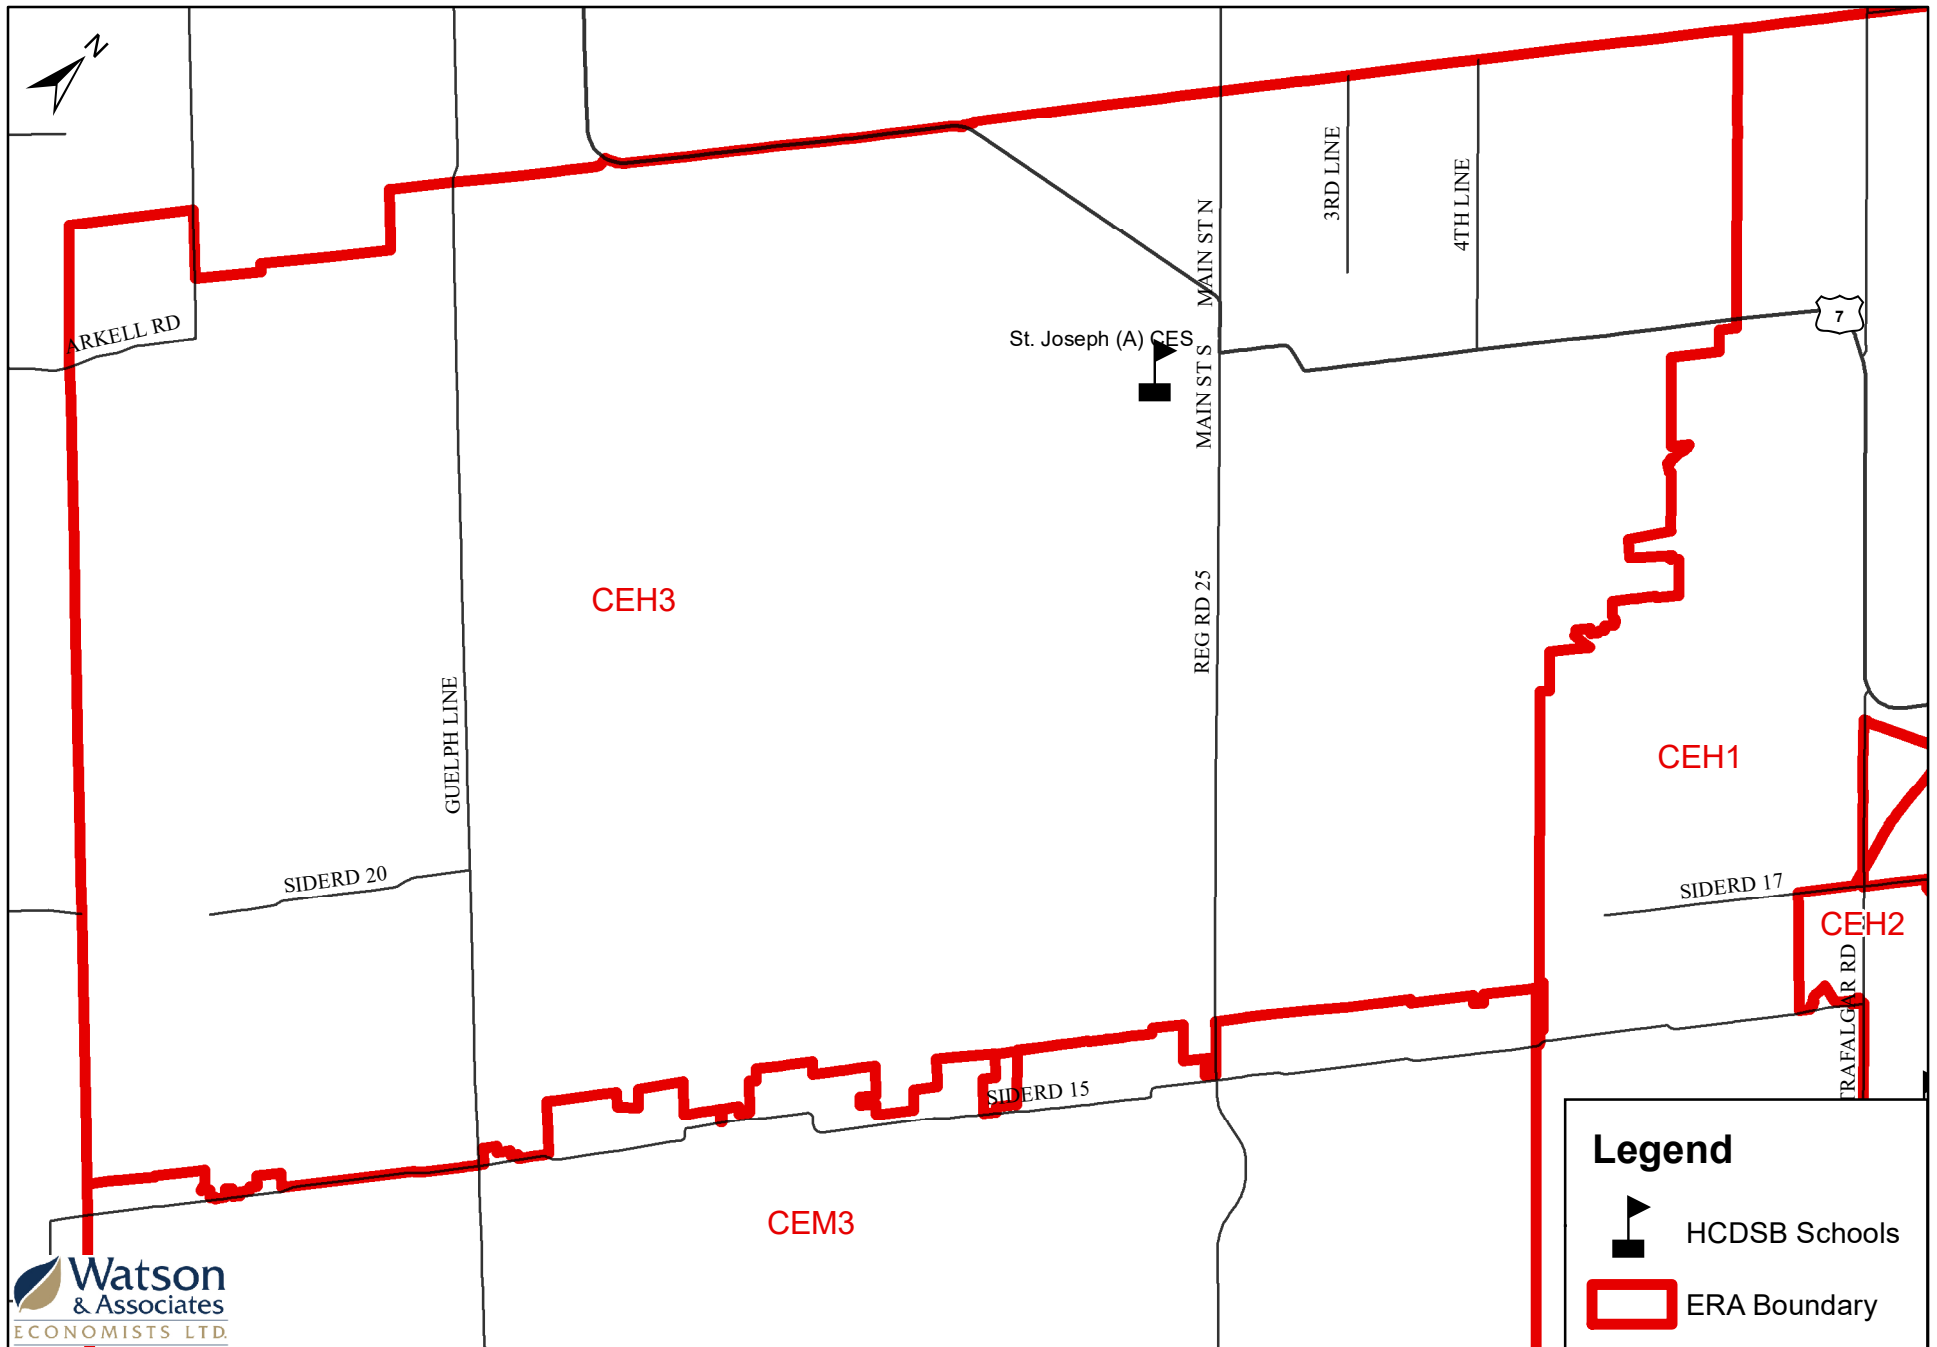 N
3RD LINE
4TH LINE
MAIN ST N
7
ARKELL RD
St. Joseph (A) CES
MAIN ST S
CEH3
REG RD 25
GUELPH LINE
CEH1
SIDERD 20
SIDERD 17
CEH2
TRAFALGAR RD
SIDERD 15
CEM3
Legend
HCDSB Schools
ERA Boundary
Watson
& Associates
ECONOMISTS LTD.